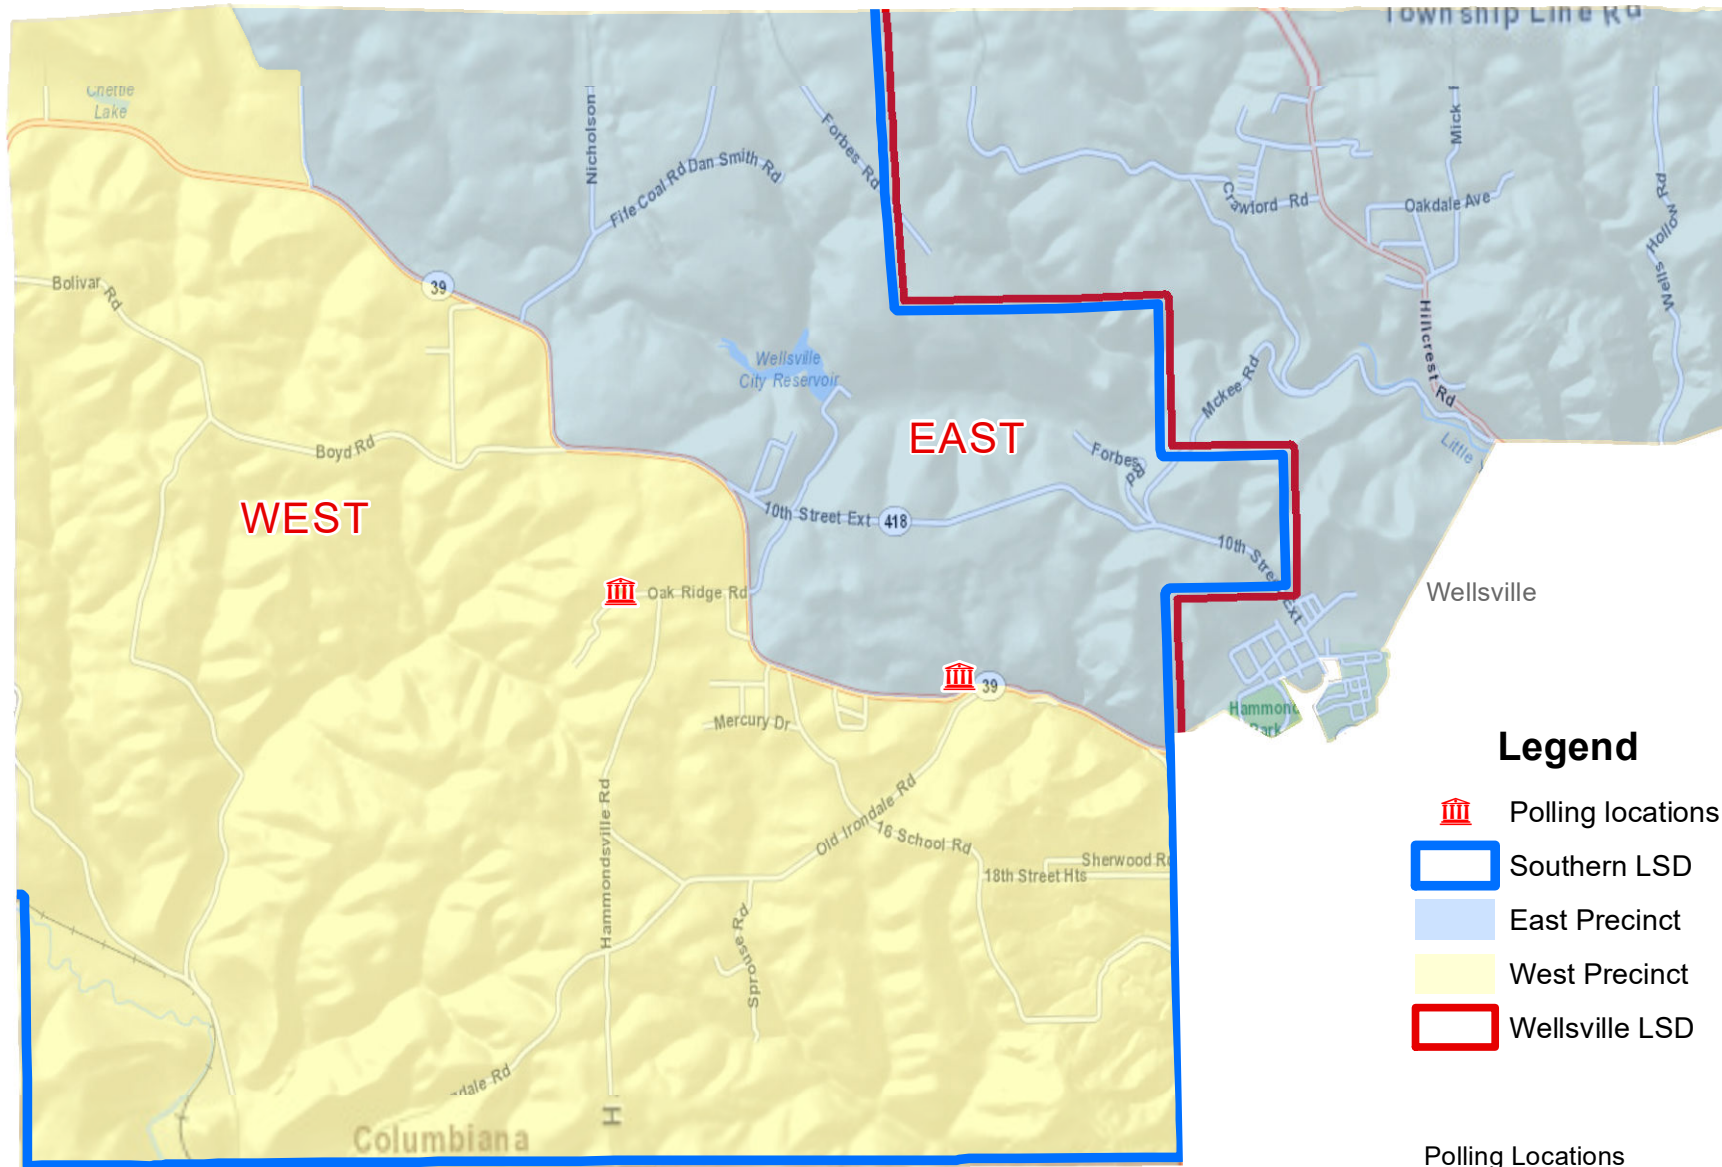 Township Line Rd
Chettle
Lake
Nicholson
Forbes Rd
Mick
Wells Hollow Rd
Fife Coal Rd
Dan Smith Rd
Crawford Rd
Oakdale Ave
Bolivar Rd
39
Hillcrest Rd
Wellsville
City Reservoir
Mckee Rd
EAST
Little
Boyd Rd
Forbes Rd
WEST
10th Street Ext
418
10th Street Ext
Oak Ridge Rd
Wellsville
39
Hammond
Park
Mercury Dr
Hammondsville Rd
Old Irondale Rd
16 School Rd
Sherwood Rd
18th Street Hts
Sprouse Rd
dale Rd
H
Columbiana
Legend
Polling locations
Southern LSD
East Precinct
West Precinct
Wellsville LSD
Polling Locations